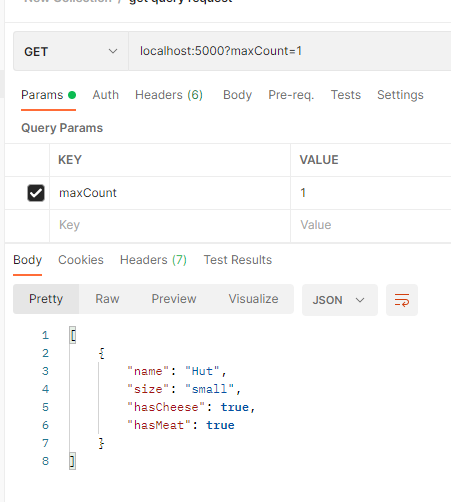 New Collection / get query request
GET localhost:5000?maxCount=1
Params Auth Headers (6) Body Pre-req. Tests Settings
Query Params
KEY VALUE
maxCount 1
Key Value
Body Cookies Headers (7) Test Results
Pretty Raw Preview Visualize JSON
1 [
2 {
3 "name": "Hut",
4 "size": "small",
5 "hasCheese": true,
6 "hasMeat": true
7 }
8 ]